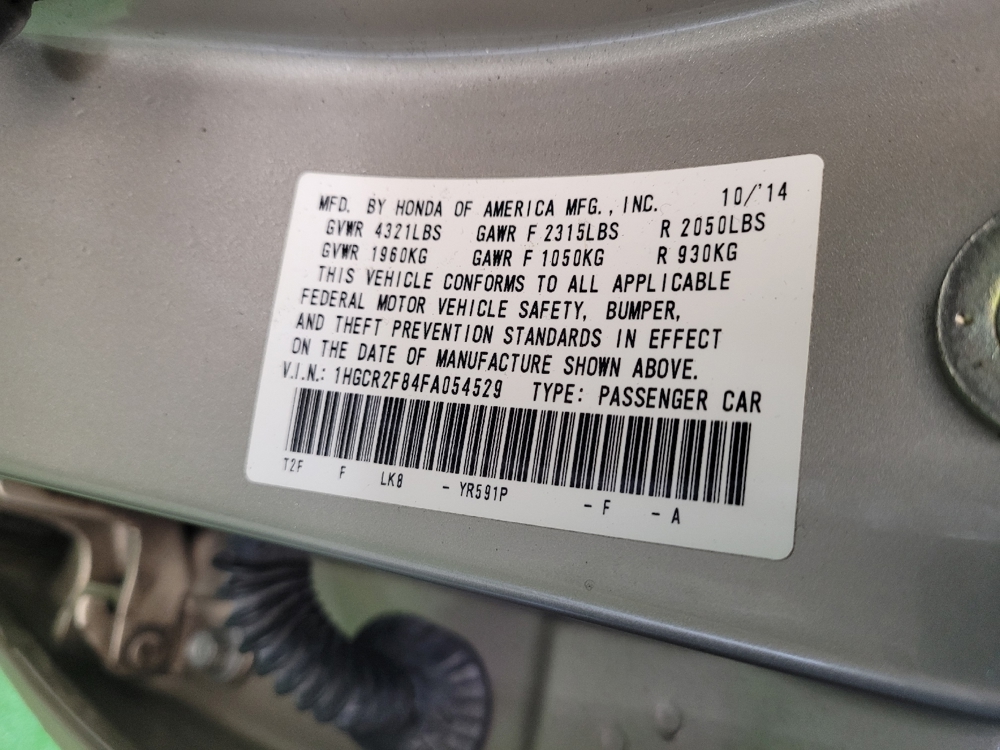 MFD. BY HONDA OF AMERICA MFG., INC. 10/'14
GVWR 4321LBS GAWR F 2315LBS R 2050LBS
GVWR 1960KG GAWR F 1050KG R 930KG
THIS VEHICLE CONFORMS TO ALL APPLICABLE
FEDERAL MOTOR VEHICLE SAFETY, BUMPER,
AND THEFT PREVENTION STANDARDS IN EFFECT
ON THE DATE OF MANUFACTURE SHOWN ABOVE.
V.I.N.: 1HGCR2F84FA054529 TYPE: PASSENGER CAR
T2F F LK8 - YR591P - F - A